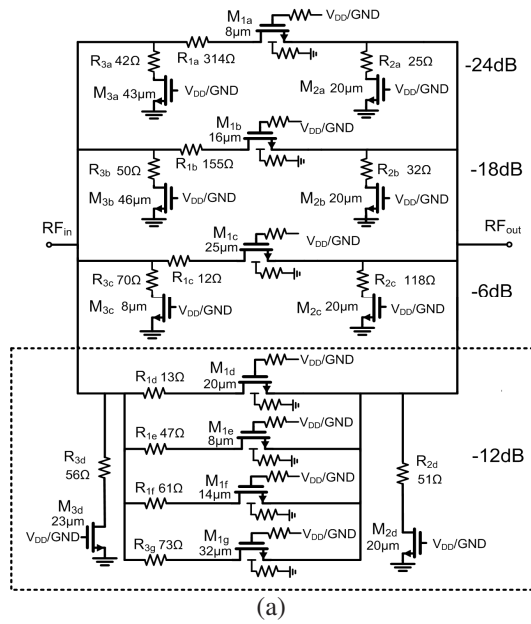 M1a
8µm
VDD/GND
R3a 42Ω
R1a 314Ω
R2a 25Ω
M3a 43µm
VDD/GND
M2a 20µm
VDD/GND
-24dB
M1b
16µm
VDD/GND
R3b 50Ω
R1b 155Ω
R2b 32Ω
M3b 46µm
VDD/GND
M2b 20µm
VDD/GND
-18dB
RFin
RFout
M1c
25µm
VDD/GND
R3c 70Ω
R1c 12Ω
R2c 118Ω
M3c 8µm
VDD/GND
M2c 20µm
VDD/GND
-6dB
M1d
20µm
VDD/GND
R1d 13Ω
M1e
8µm
VDD/GND
R1e 47Ω
M1f
14µm
VDD/GND
R1f 61Ω
M1g
32µm
VDD/GND
R3g 73Ω
R3d
56Ω
M3d
23µm
VDD/GND
R2d
51Ω
M2d
20µm
VDD/GND
-12dB
(a)